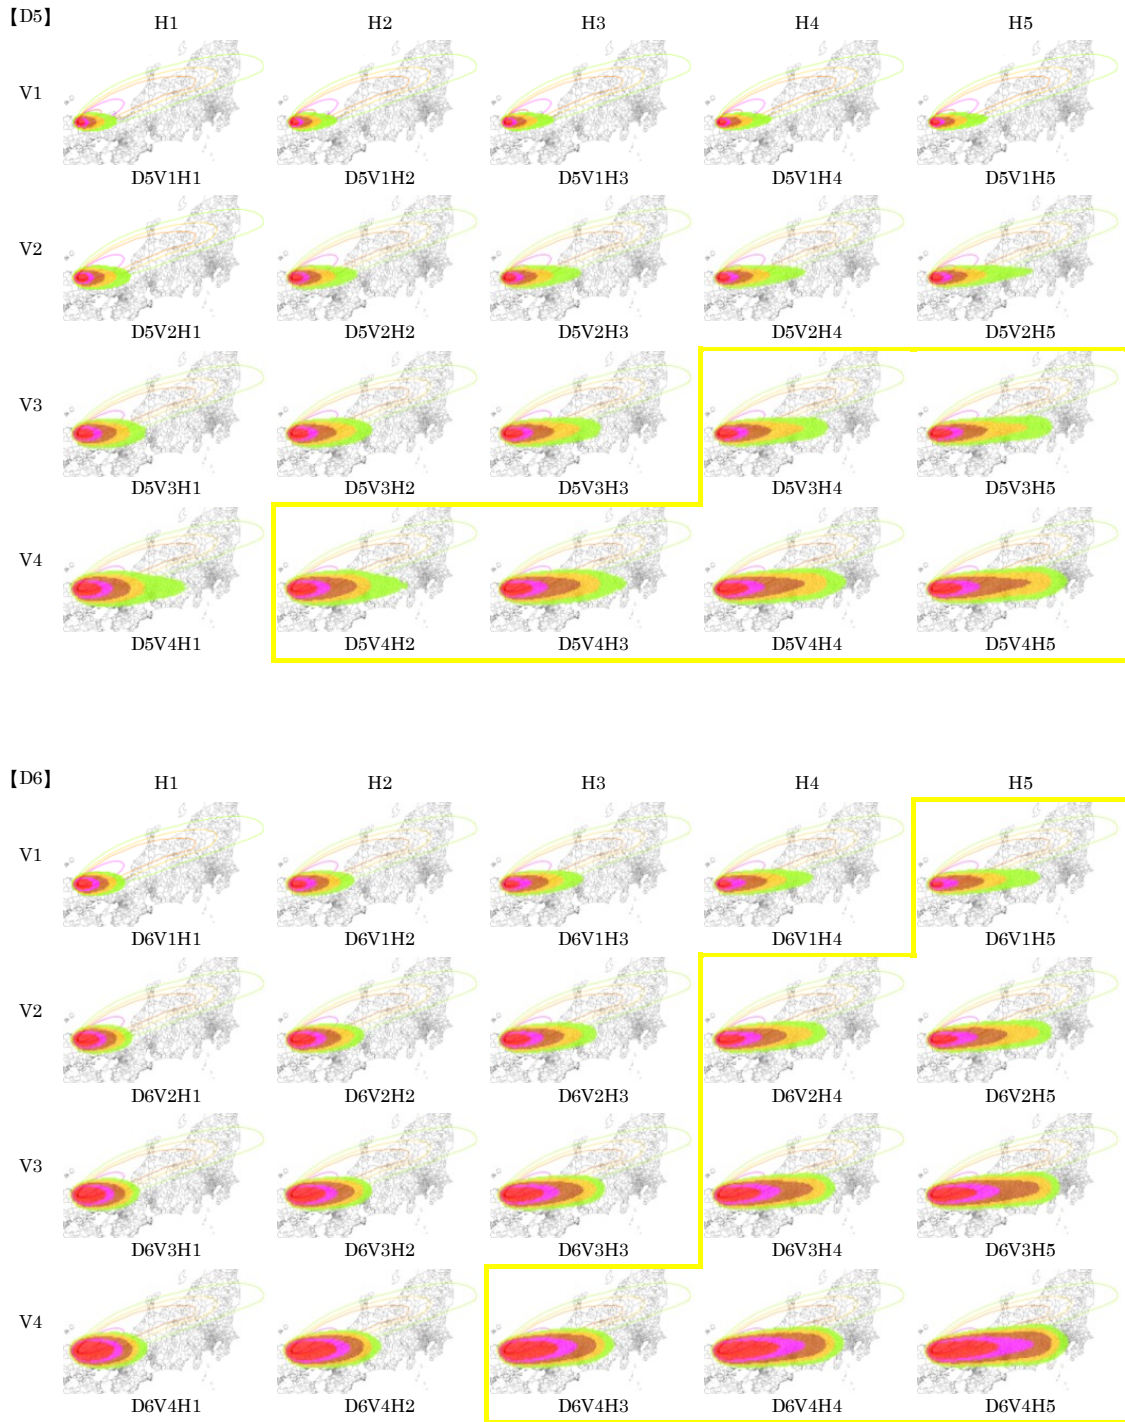 【D5】
H1 H2 H3 H4 H5
V1
D5V1H1 D5V1H2 D5V1H3 D5V1H4 D5V1H5
V2
D5V2H1 D5V2H2 D5V2H3 D5V2H4 D5V2H5
V3
D5V3H1 D5V3H2 D5V3H3 D5V3H4 D5V3H5
V4
D5V4H1 D5V4H2 D5V4H3 D5V4H4 D5V4H5
【D6】
H1 H2 H3 H4 H5
V1
D6V1H1 D6V1H2 D6V1H3 D6V1H4 D6V1H5
V2
D6V2H1 D6V2H2 D6V2H3 D6V2H4 D6V2H5
V3
D6V3H1 D6V3H2 D6V3H3 D6V3H4 D6V3H5
V4
D6V4H1 D6V4H2 D6V4H3 D6V4H4 D6V4H5